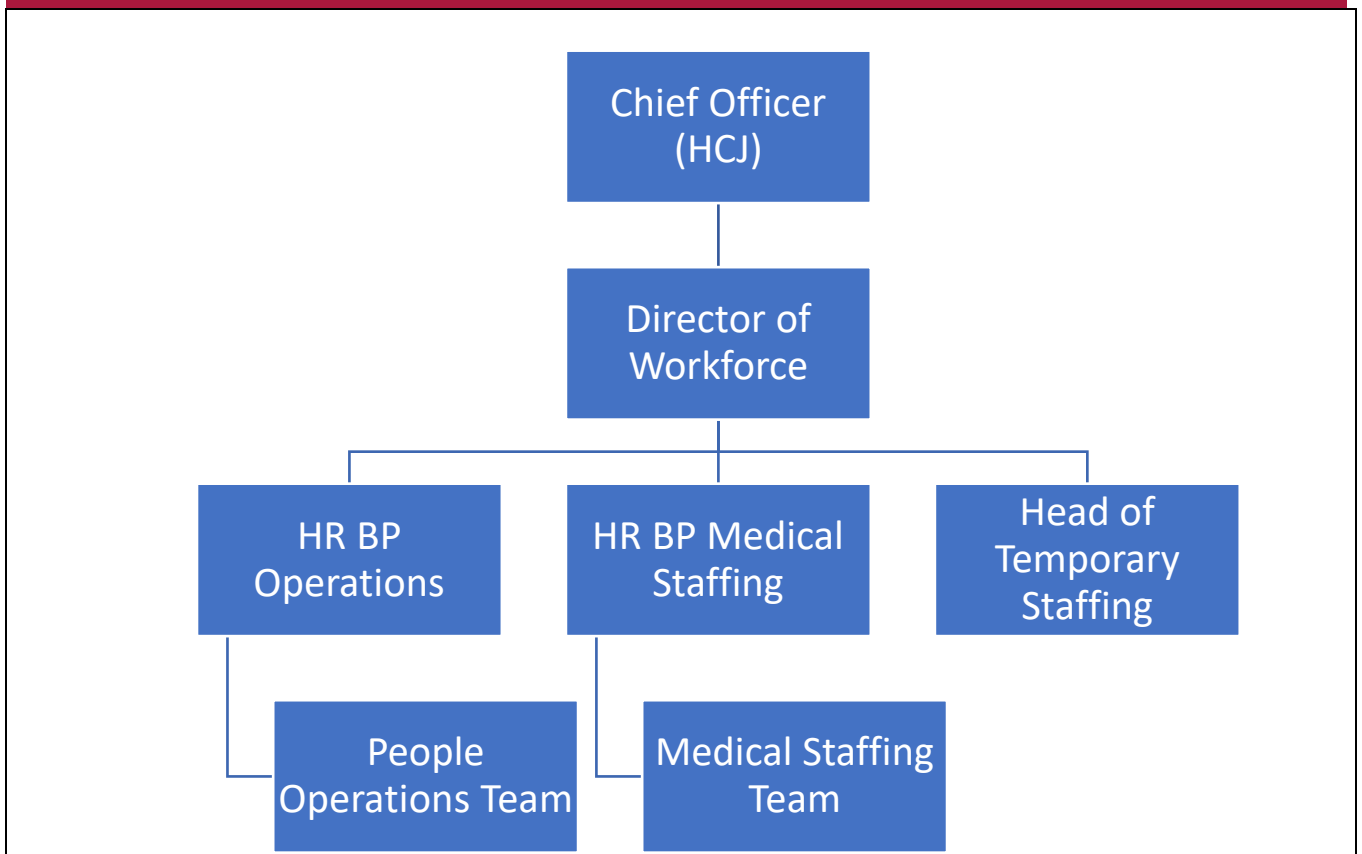 Chief Officer
(HCJ)
Director of
Workforce
HR BP
Operations
HR BP Medical
Staffing
Head of
Temporary
Staffing
People
Operations Team
Medical Staffing
Team